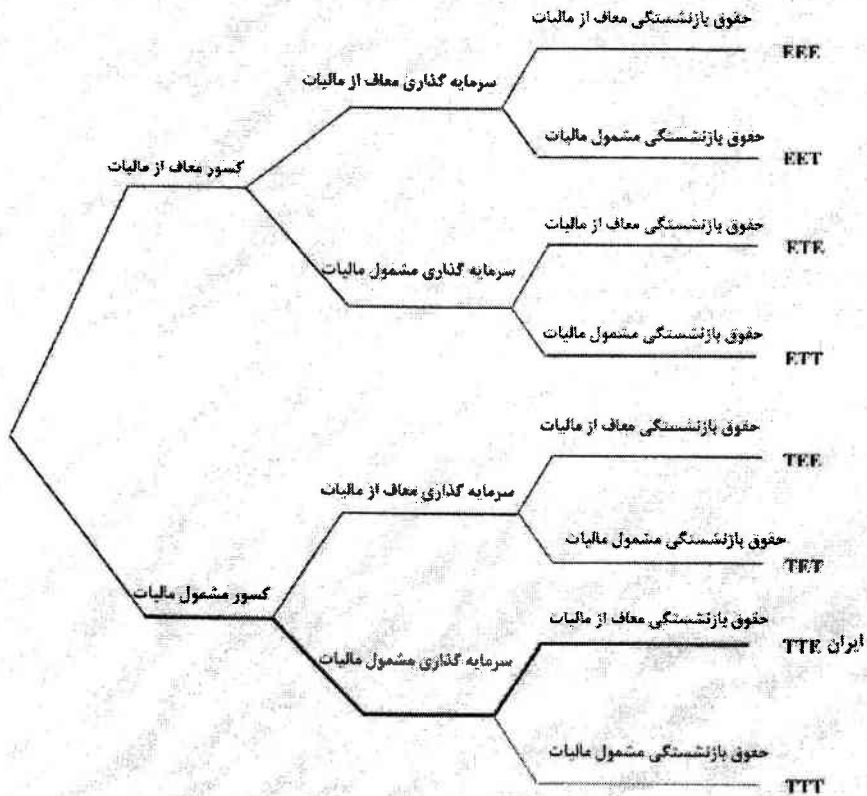 حقوق بازنشستگی معاف از مالیات
EEE
سرمایه گذاری معاف از مالیات
حقوق بازنشستگی مشمول مالیات
EET
کسور معاف از مالیات
حقوق بازنشستگی معاف از مالیات
ETE
سرمایه گذاری مشمول مالیات
حقوق بازنشستگی مشمول مالیات
ETT
حقوق بازنشستگی معاف از مالیات
TEE
سرمایه گذاری معاف از مالیات
حقوق بازنشستگی مشمول مالیات
TET
کسور مشمول مالیات
حقوق بازنشستگی معاف از مالیات
ایران TTE
سرمایه گذاری مشمول مالیات
حقوق بازنشستگی مشمول مالیات
TTT